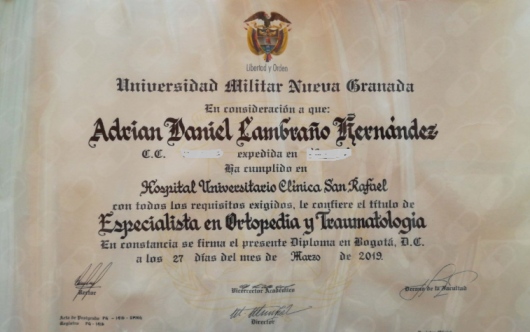 Libertad y Orden
Universidad Militar Nueva Granada
En consideración a que:
Adrian Daniel Lambraño Hernández
C.C. expedida en
Ha cumplido en
Hospital Universitario Clínica San Rafael
con todos los requisitos exigidos, le confiere el título de
Especialista en Ortopedia y Traumatología
En constancia se firma el presente Diploma en Bogotá, D.C.
a los 27 días del mes de Marzo de 2019.
Rector Vicerrector Académico Decano de la Facultad
Director
Acta de
Registro